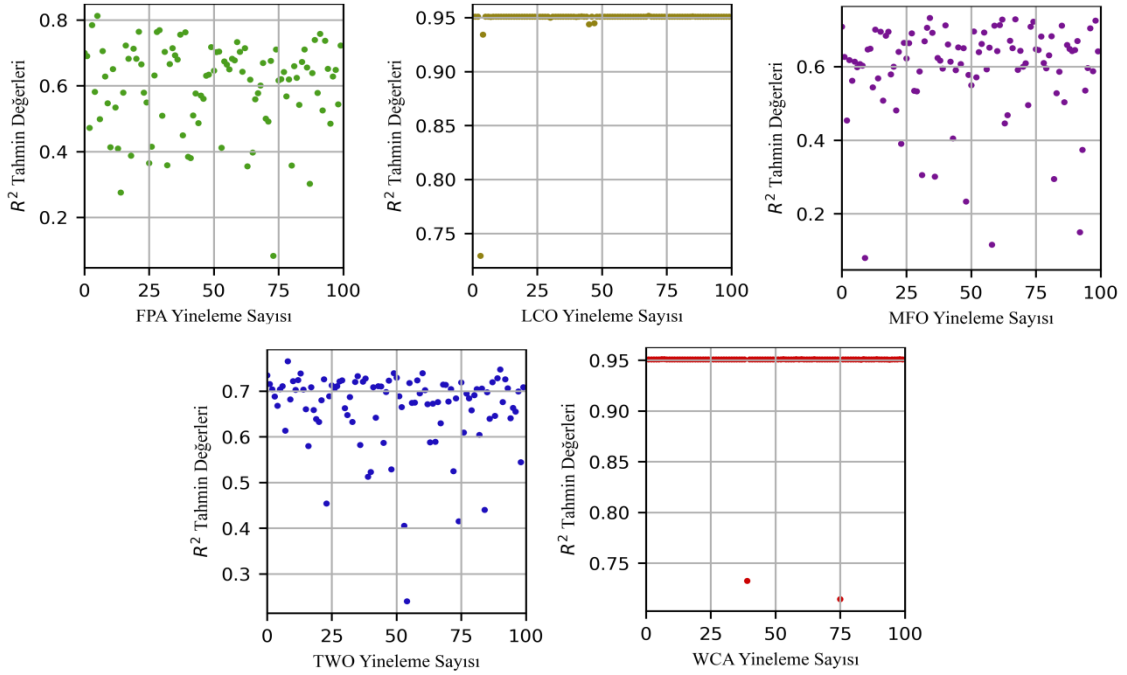 R² Tahmin Değerleri
0.8
0.6
0.4
0.2
0 25 50 75 100
FPA Yineleme Sayısı
R² Tahmin Değerleri
0.95
0.90
0.85
0.80
0.75
0 25 50 75 100
LCO Yineleme Sayısı
R² Tahmin Değerleri
0.6
0.4
0.2
0 25 50 75 100
MFO Yineleme Sayısı
R² Tahmin Değerleri
0.7
0.6
0.5
0.4
0.3
0 25 50 75 100
TWO Yineleme Sayısı
R² Tahmin Değerleri
0.95
0.90
0.85
0.80
0.75
0 25 50 75 100
WCA Yineleme Sayısı